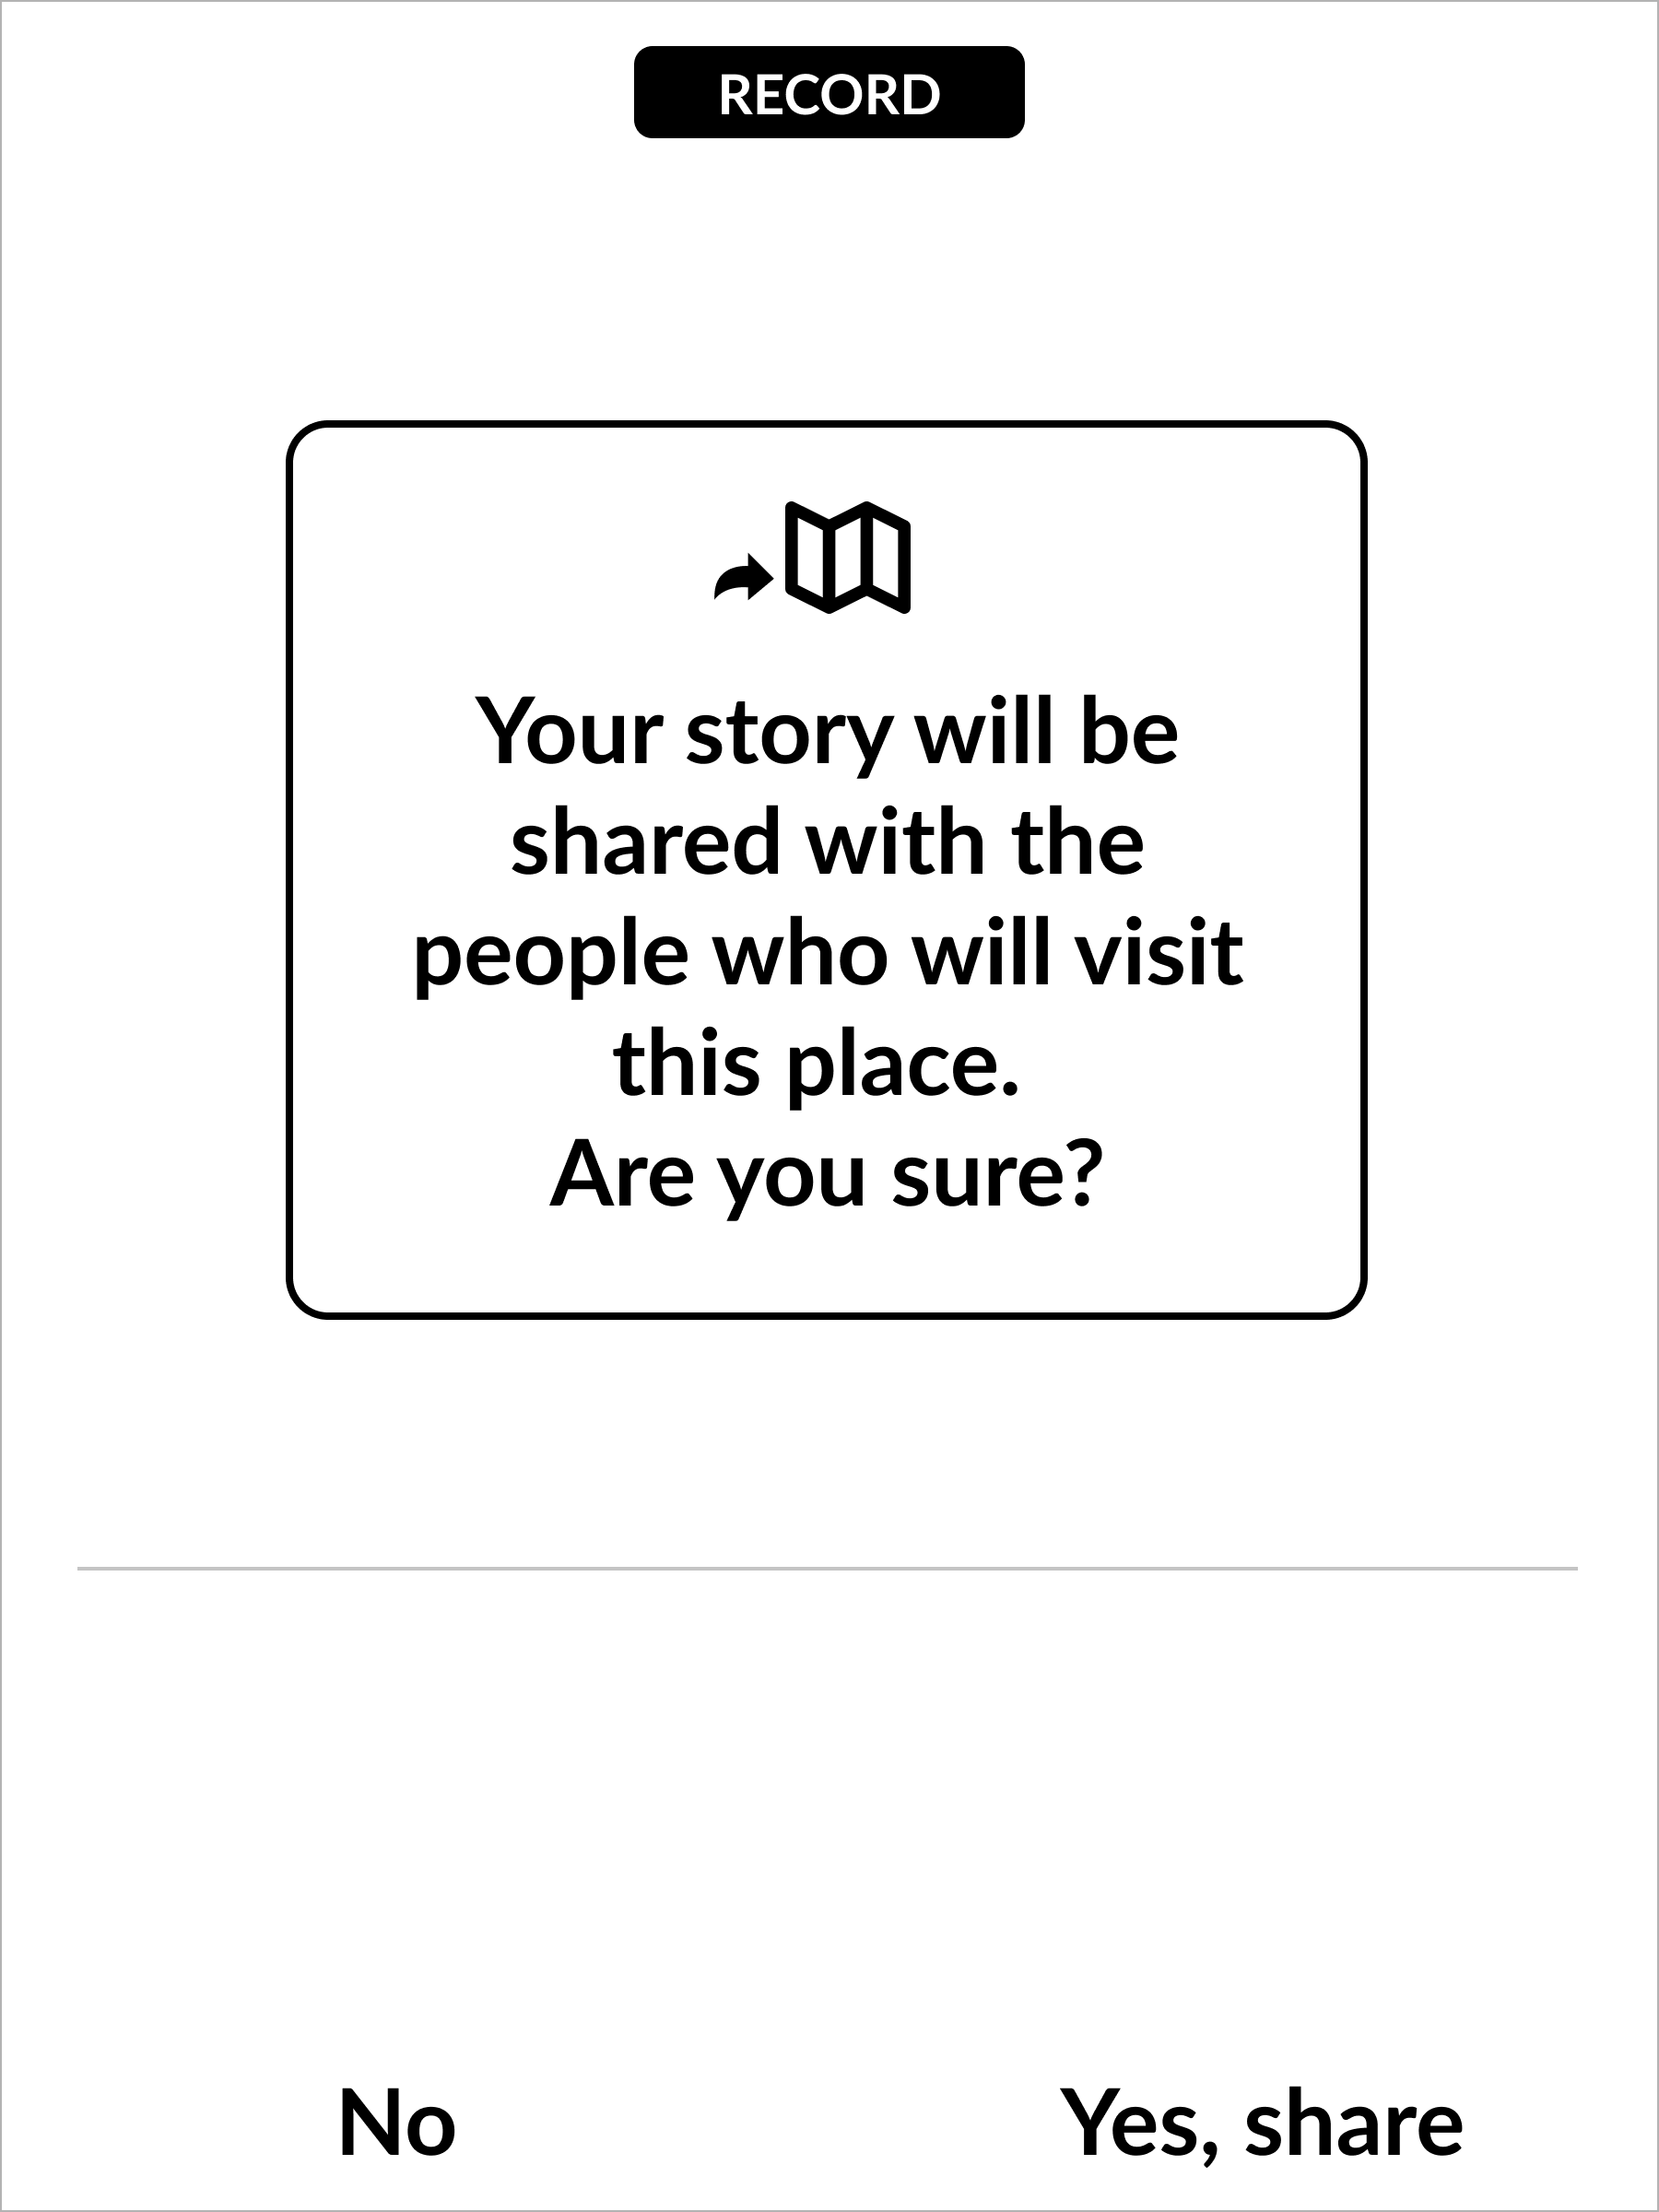 RECORD
Your story will be
shared with the
people who will visit
this place.
Are you sure?
No
Yes, share